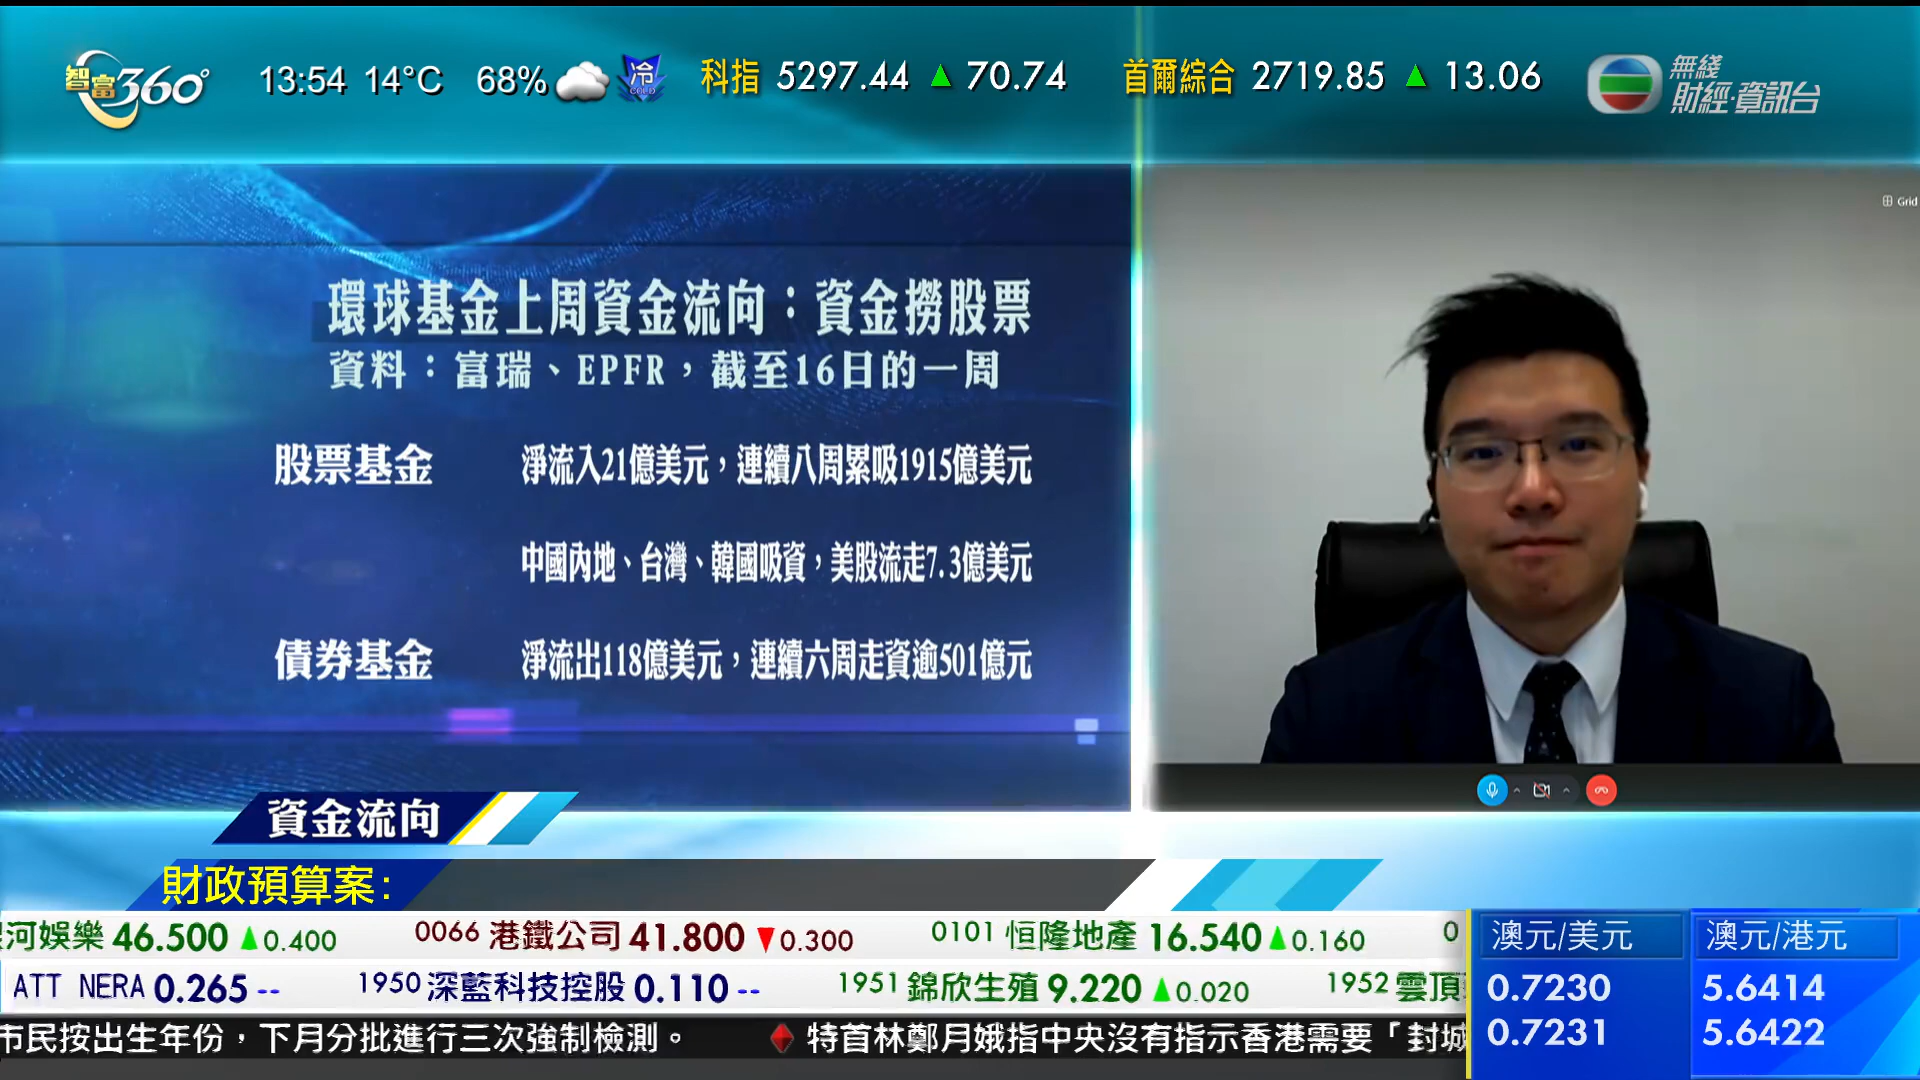 智富360°
13:54 14°C 68% 冷 COLD 科指 5297.44 ▲ 70.74 首爾綜合 2719.85 ▲ 13.06
無綫
財經·資訊台
Grid
環球基金上周資金流向：資金撈股票
資料：富瑞、EPFR，截至16日的一周
股票基金 淨流入21億美元，連續八周累吸1915億美元
中國內地、台灣、韓國吸資，美股流走7.3億美元
債券基金 淨流出118億美元，連續六周走資逾501億元
資金流向
財政預算案：
河娛樂 46.500 ▲0.400 0066 港鐵公司 41.800 ▼0.300 0101 恒隆地產 16.540 ▲0.160 0
ATT NERA 0.265 -- 1950 深藍科技控股 0.110 -- 1951 錦欣生殖 9.220 ▲0.020 1952 雲頂
市民按出生年份，下月分批進行三次強制檢測。 特首林鄭月娥指中央沒有指示香港需要「封城
澳元/美元 澳元/港元
0.7230 5.6414
0.7231 5.6422